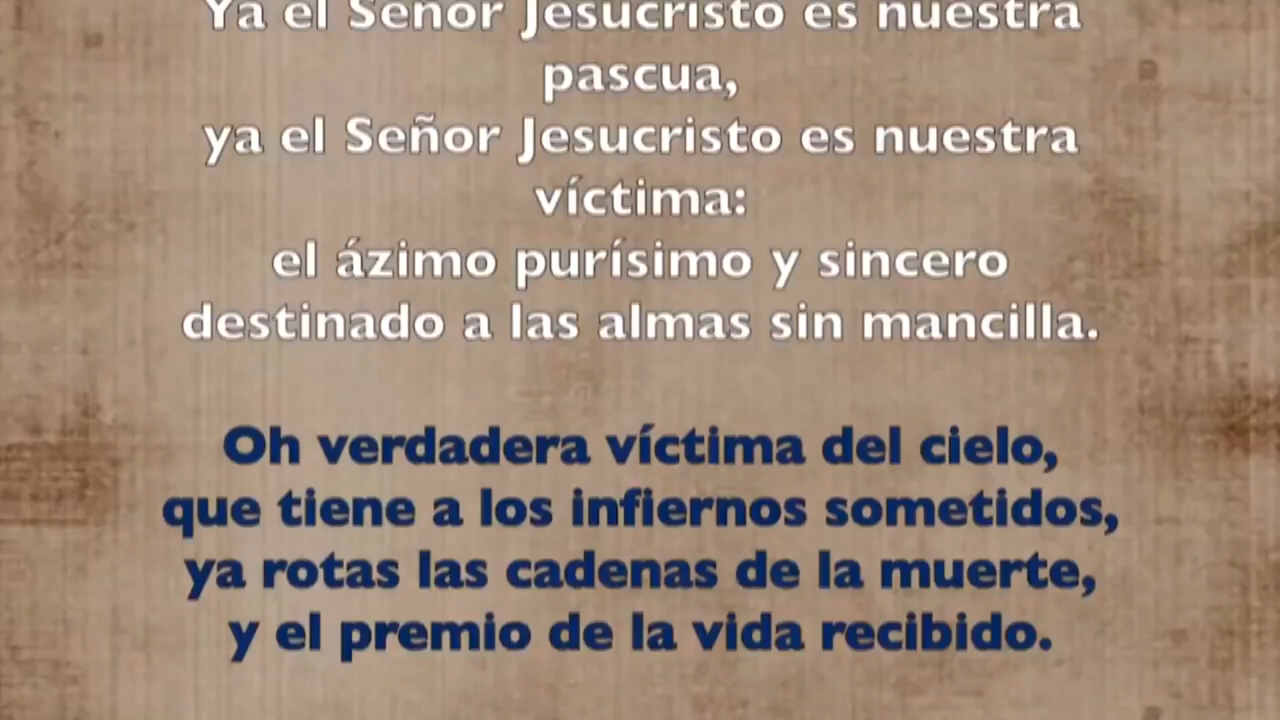 Ya el Señor Jesucristo es nuestra
pascua,
ya el Señor Jesucristo es nuestra
víctima:
el ázimo purísimo y sincero
destinado a las almas sin mancilla.
Oh verdadera víctima del cielo,
que tiene a los infiernos sometidos,
ya rotas las cadenas de la muerte,
y el premio de la vida recibido.